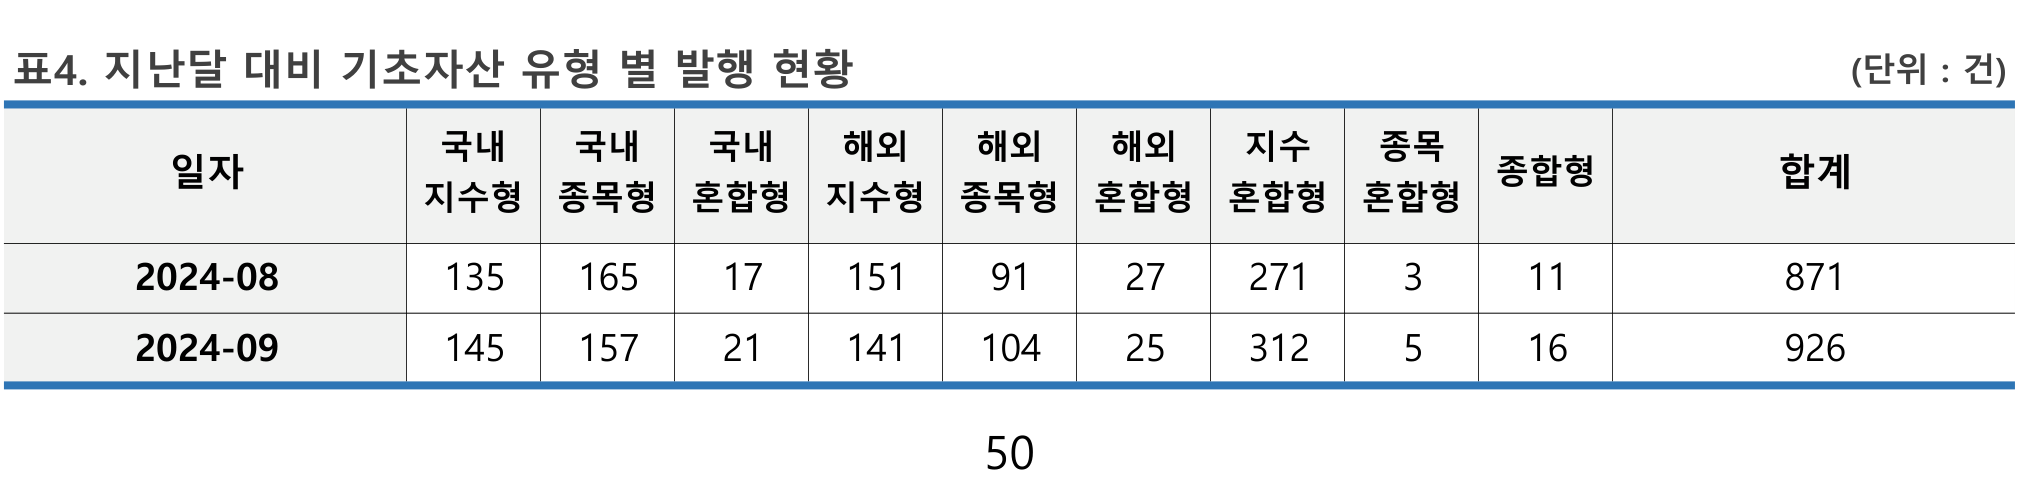 표4. 지난달 대비 기초자산 유형 별 발행 현황 (단위 : 건)
일자 국내 지수형 국내 종목형 국내 혼합형 해외 지수형 해외 종목형 해외 혼합형 지수 혼합형 종목 혼합형 종합형 합계
2024-08 135 165 17 151 91 27 271 3 11 871
2024-09 145 157 21 141 104 25 312 5 16 926
50